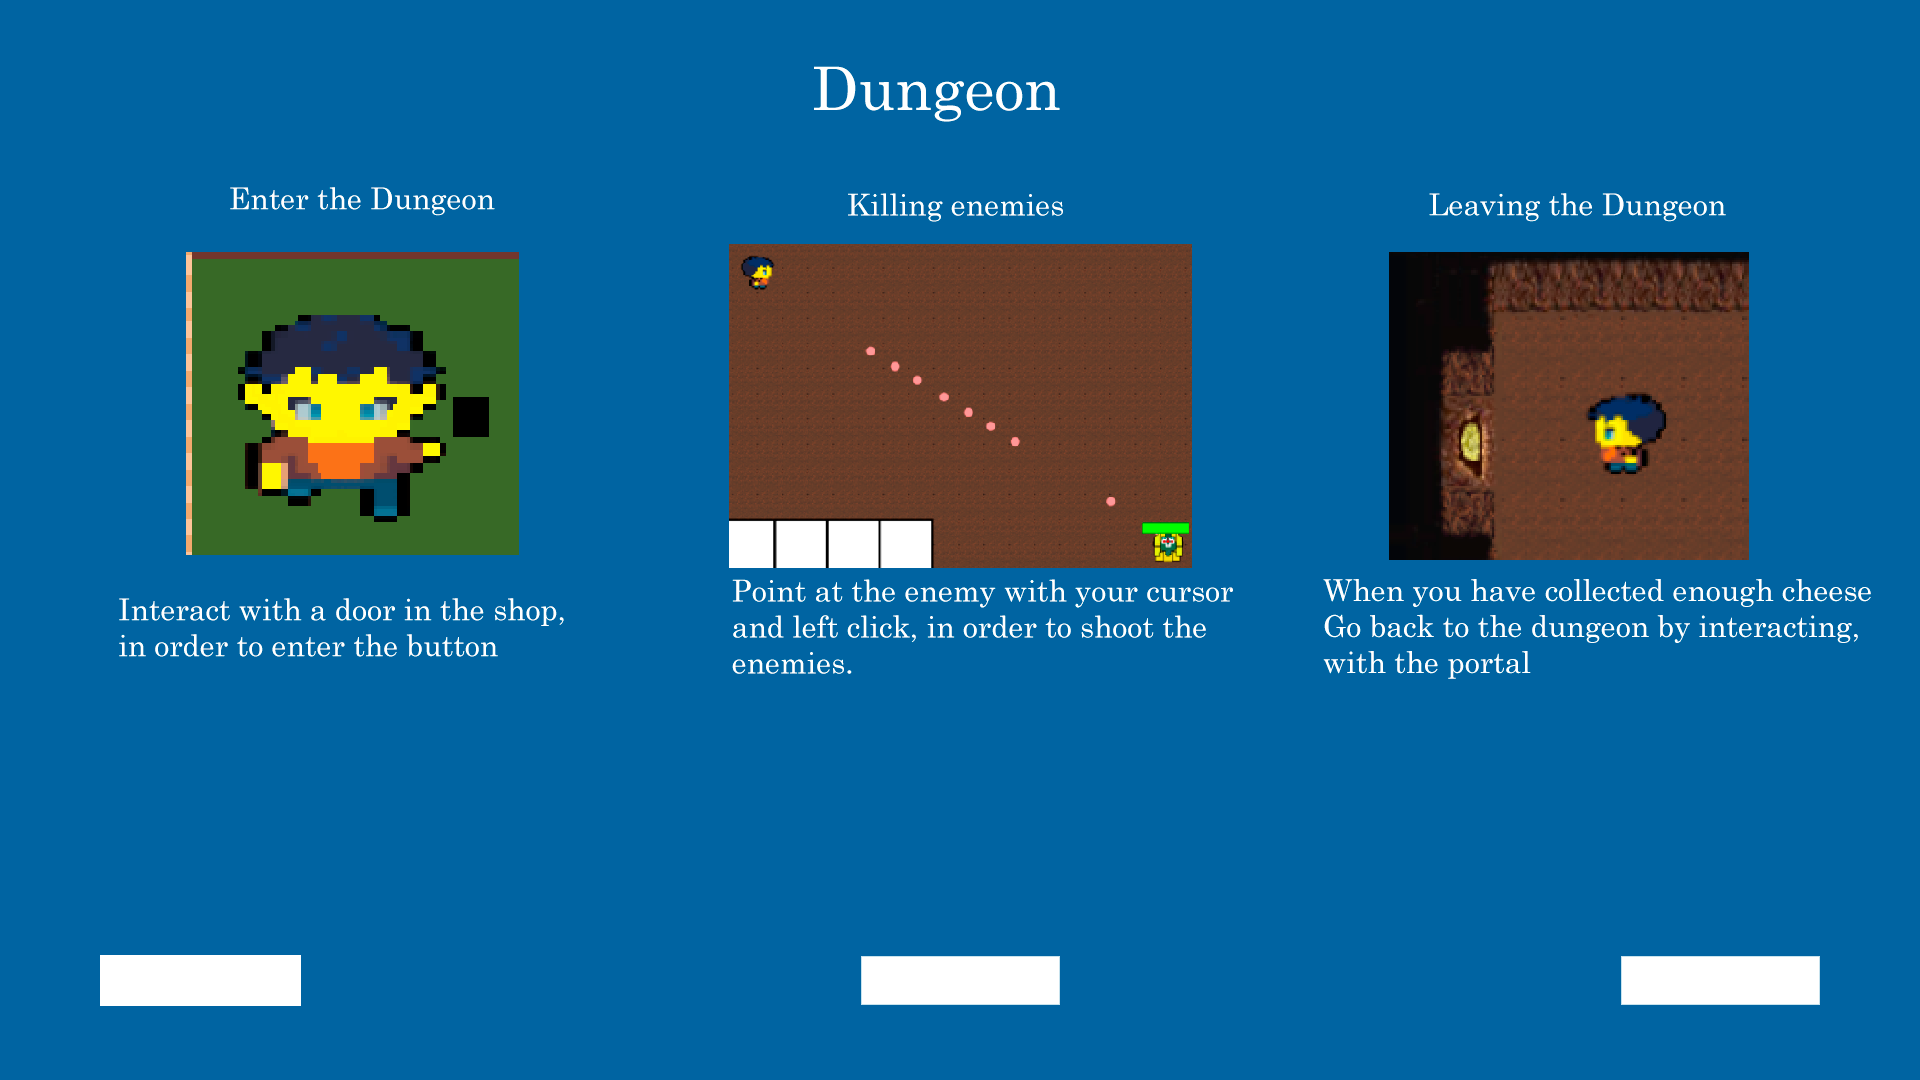 Dungeon
Enter the Dungeon
Killing enemies
Leaving the Dungeon
Interact with a door in the shop,
in order to enter the button
Point at the enemy with your cursor
and left click, in order to shoot the
enemies.
When you have collected enough cheese
Go back to the dungeon by interacting,
with the portal